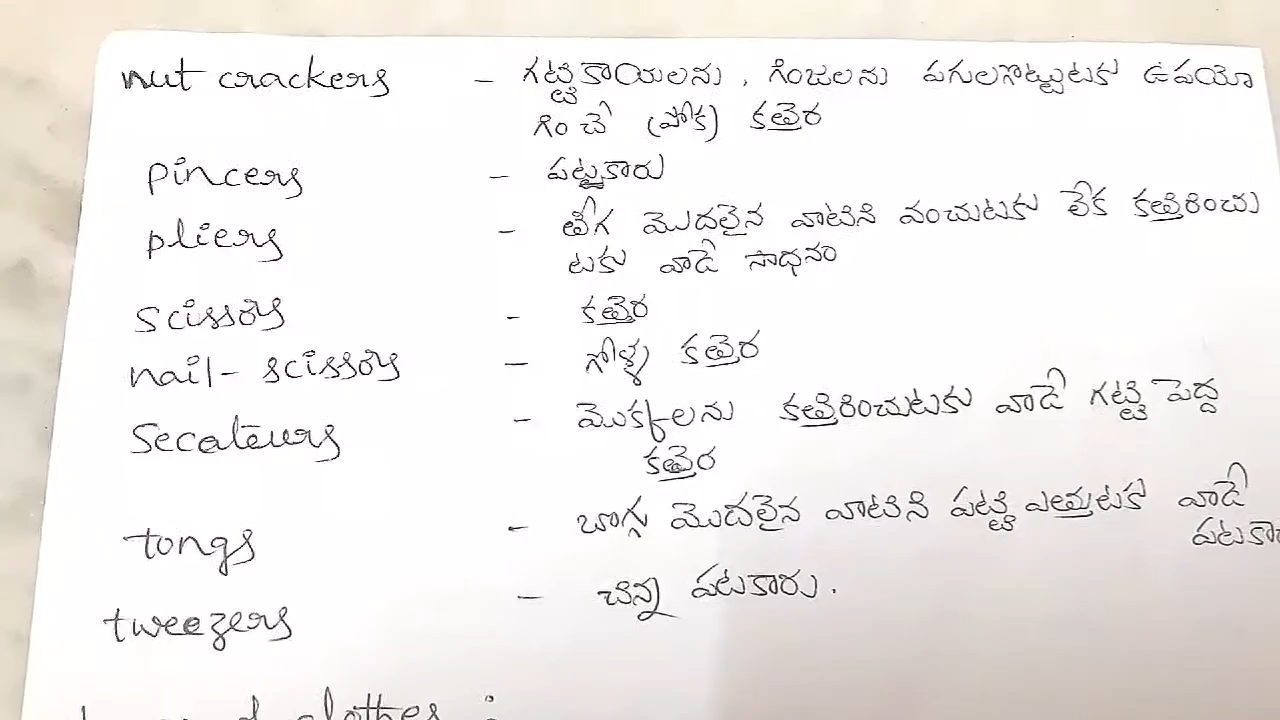 nut crackers - గట్టికాయలను, గింజలను పగులగొట్టుటకు ఉపయో
గించే (పోక) కత్తెర
pincers - పట్టుకారు
pliers - తీగ మొదలైన వాటిని వంచుటకు లేక కత్తిరించు
టకు వాడే సాధనం
scissors - కత్తెర
nail-scissors - గోళ్ళ కత్తెర
Secateurs - మొక్కలను కత్తిరించుటకు వాడే గట్టి పెద్ద
కత్తెర
tongs - బొగ్గు మొదలైన వాటిని పట్టి ఎత్తుటకు వాడే
పటకా
tweezers - చిన్న పటకారు.
clothes :